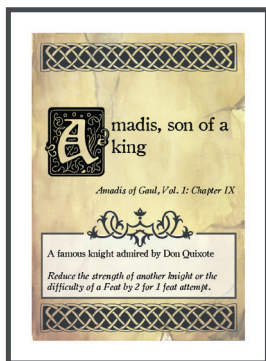 Amadis, son of a
king
Amadis of Gaul, Vol. 1: Chapter IX
A famous knight admired by Don Quixote
Reduce the strength of another knight or the
difficulty of a Feat by 2 for 1 feat attempt.